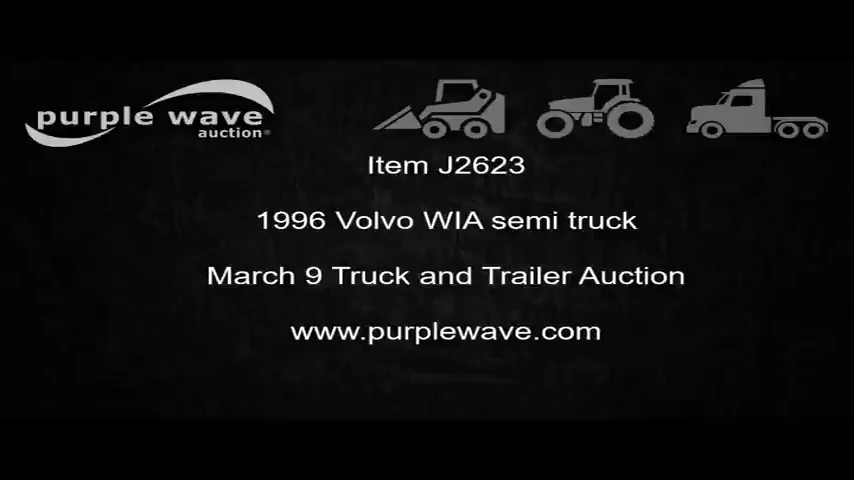 purple wave
auction®
Item J2623
1996 Volvo WIA semi truck
March 9 Truck and Trailer Auction
www.purplewave.com